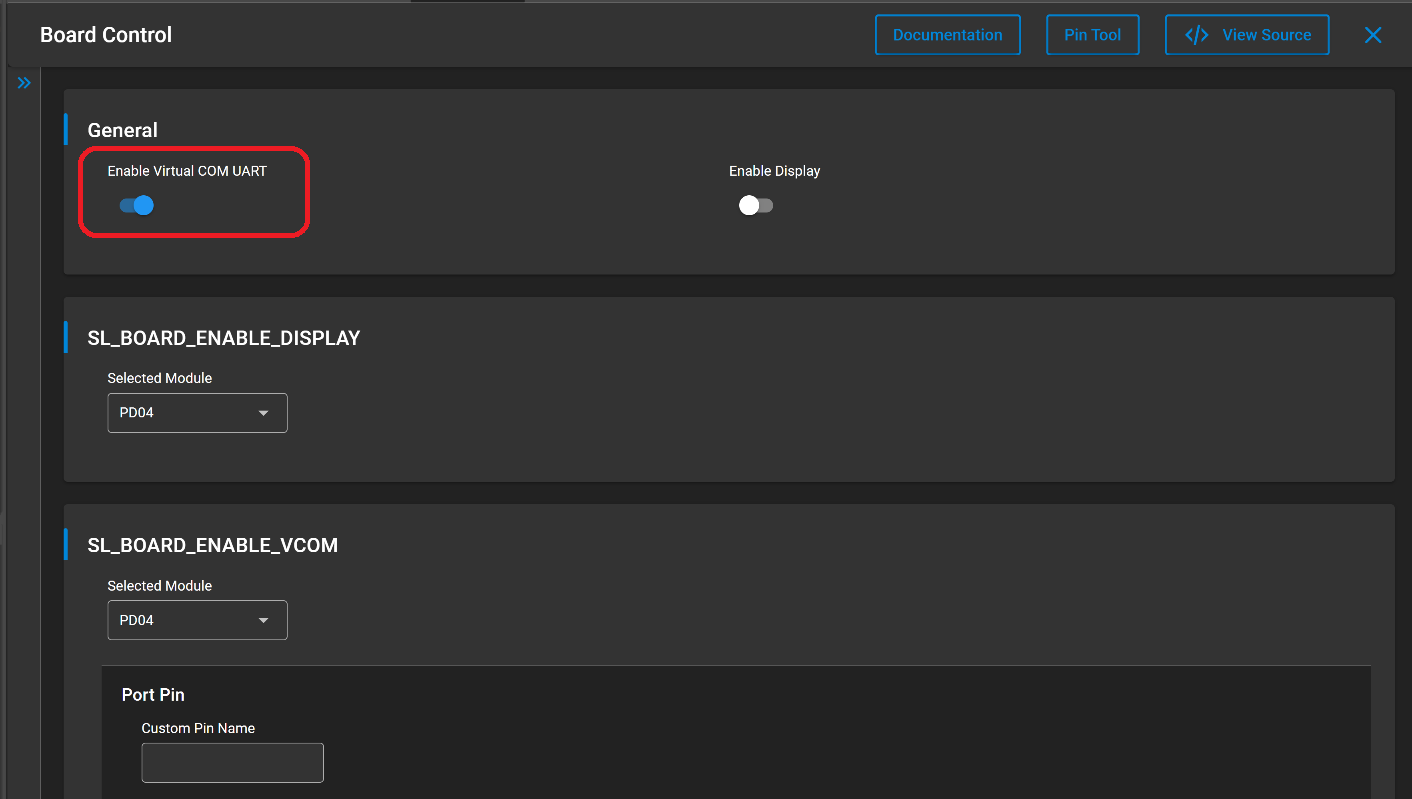 Board Control
Documentation
Pin Tool
</> View Source
General
Enable Virtual COM UART
Enable Display
SL_BOARD_ENABLE_DISPLAY
Selected Module
PD04
SL_BOARD_ENABLE_VCOM
Selected Module
PD04
Port Pin
Custom Pin Name